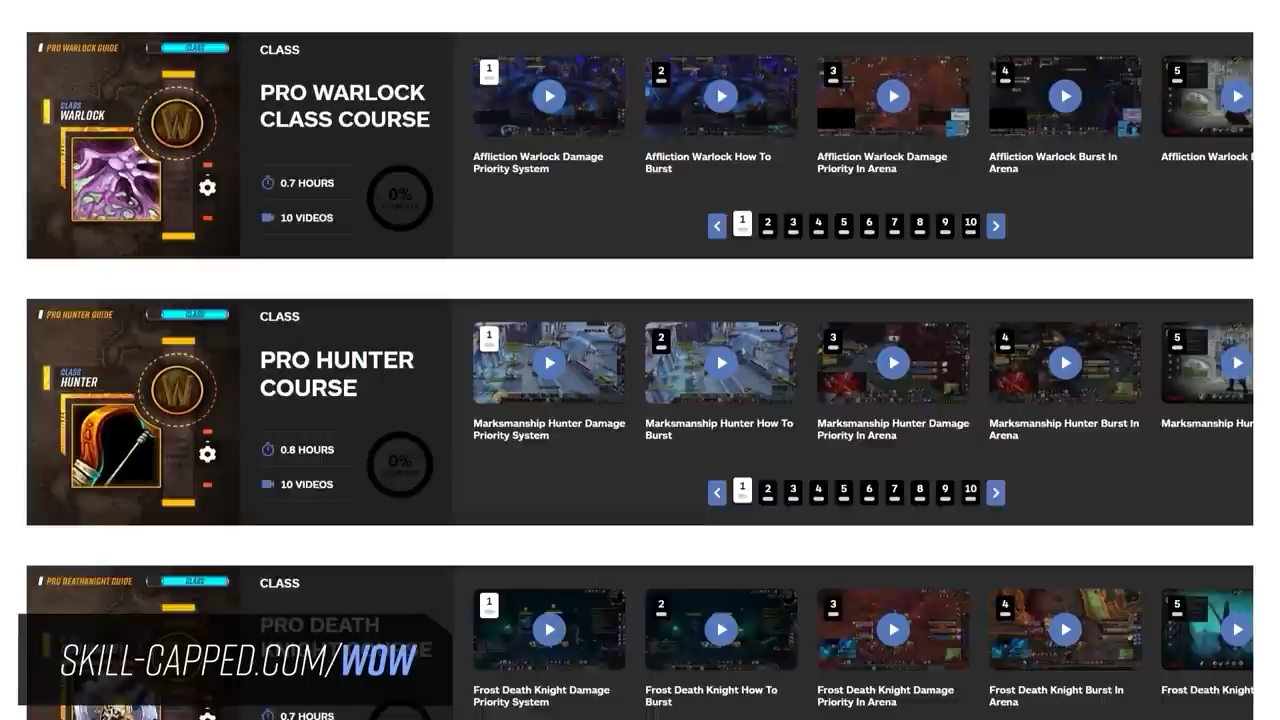 PRO WARLOCK GUIDE
CLASS
CLASS
WARLOCK
W
CLASS
PRO WARLOCK
CLASS COURSE
0.7 HOURS
10 VIDEOS
0%
1
2
3
4
5
Affliction Warlock Damage
Priority System
Affliction Warlock How To
Burst
Affliction Warlock Damage
Priority In Arena
Affliction Warlock Burst In
Arena
Affliction Warlock
1 2 3 4 5 6 7 8 9 10
PRO HUNTER GUIDE
CLASS
CLASS
HUNTER
W
CLASS
PRO HUNTER
COURSE
0.8 HOURS
10 VIDEOS
0%
1
2
3
4
5
Marksmanship Hunter Damage
Priority System
Marksmanship Hunter How To
Burst
Marksmanship Hunter Damage
Priority In Arena
Marksmanship Hunter Burst In
Arena
Marksmanship Hun
1 2 3 4 5 6 7 8 9 10
PRO DEATHKNIGHT GUIDE
CLASS
CLASS
PRO DEATH
SKILL-CAPPED.COM/WOW
0.7 HOURS
1
2
3
4
5
Frost Death Knight Damage
Priority System
Frost Death Knight How To
Burst
Frost Death Knight Damage
Priority In Arena
Frost Death Knight Burst In
Arena
Frost Death Knight